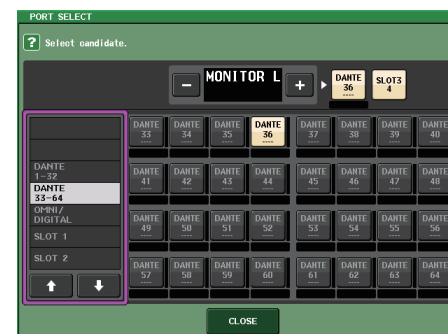 PORT SELECT
? Select candidate.
- MONITOR L + DANTE 36 ---- SLOT3 4
DANTE 1-32
DANTE 33-64
OMNI/ DIGITAL
SLOT 1
SLOT 2
DANTE 33 ---- DANTE 34 ---- DANTE 35 ---- DANTE 36 ---- DANTE 37 ---- DANTE 38 ---- DANTE 39 ---- DANTE 40 ----
DANTE 41 ---- DANTE 42 ---- DANTE 43 ---- DANTE 44 ---- DANTE 45 ---- DANTE 46 ---- DANTE 47 ---- DANTE 48 ----
DANTE 49 ---- DANTE 50 ---- DANTE 51 ---- DANTE 52 ---- DANTE 53 ---- DANTE 54 ---- DANTE 55 ---- DANTE 56 ----
DANTE 57 ---- DANTE 58 ---- DANTE 59 ---- DANTE 60 ---- DANTE 61 ---- DANTE 62 ---- DANTE 63 ---- DANTE 64 ----
CLOSE